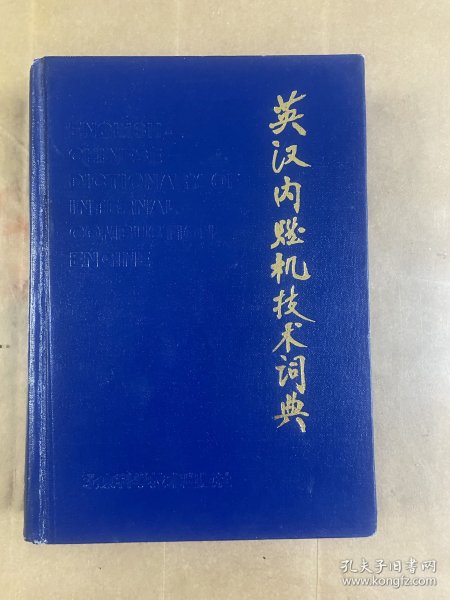 英汉内燃机技术词典
ENGLISH-
CHINESE
DICTIONARY OF
INTERNAL
COMBUSTION
ENGINE
孔夫子旧书网
www.kongfz.com